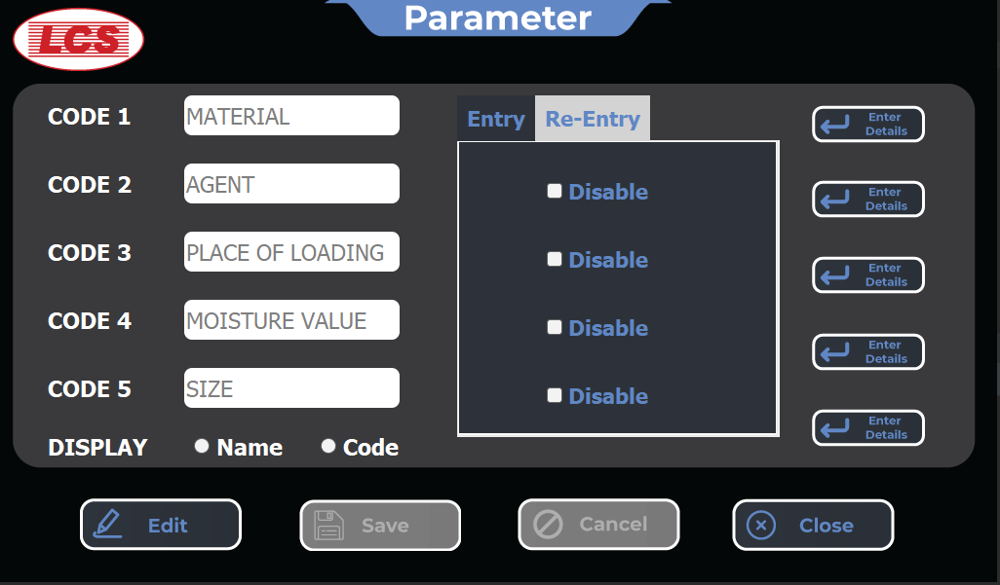 Parameter
LCS
CODE 1 MATERIAL
CODE 2 AGENT
CODE 3 PLACE OF LOADING
CODE 4 MOISTURE VALUE
CODE 5 SIZE
DISPLAY Name Code
Entry Re-Entry
Disable
Disable
Disable
Disable
Enter
Details
Enter
Details
Enter
Details
Enter
Details
Enter
Details
Edit Save Cancel Close